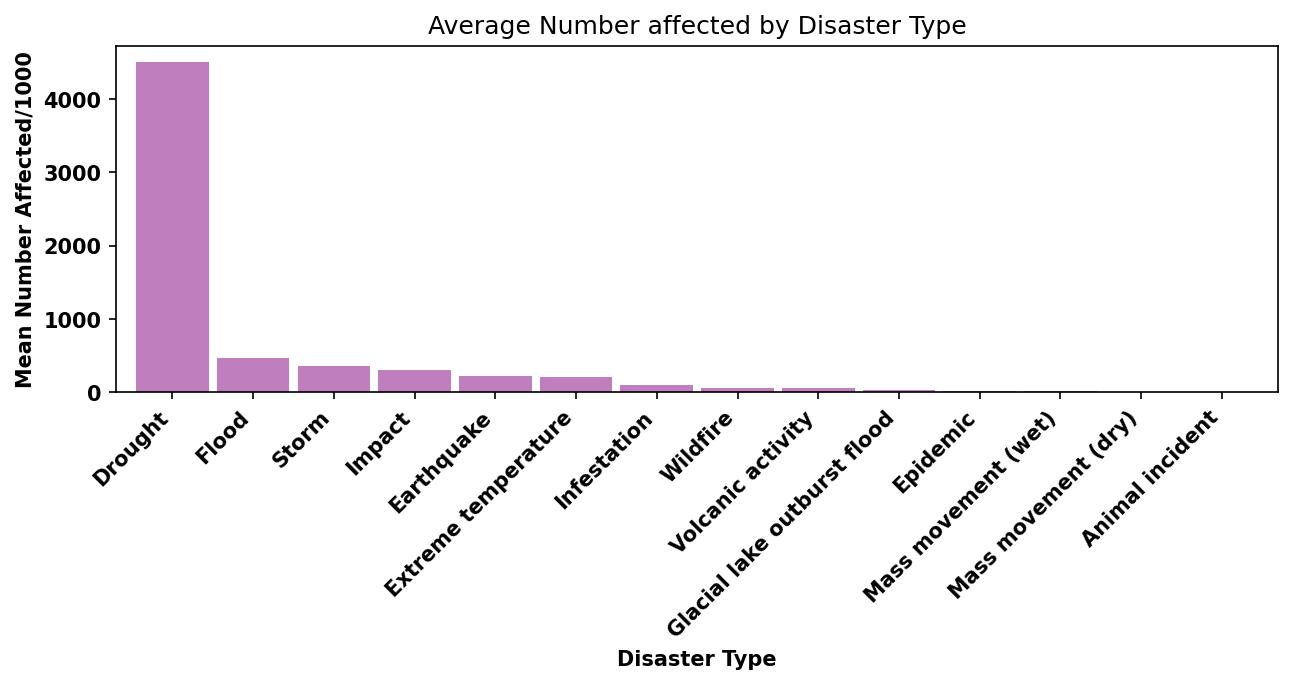 Average Number affected by Disaster Type
Mean Number Affected/1000
4000
3000
2000
1000
0
Drought
Flood
Storm
Impact
Earthquake
Extreme temperature
Infestation
Wildfire
Volcanic activity
Glacial lake outburst flood
Epidemic
Mass movement (wet)
Mass movement (dry)
Animal incident
Disaster Type